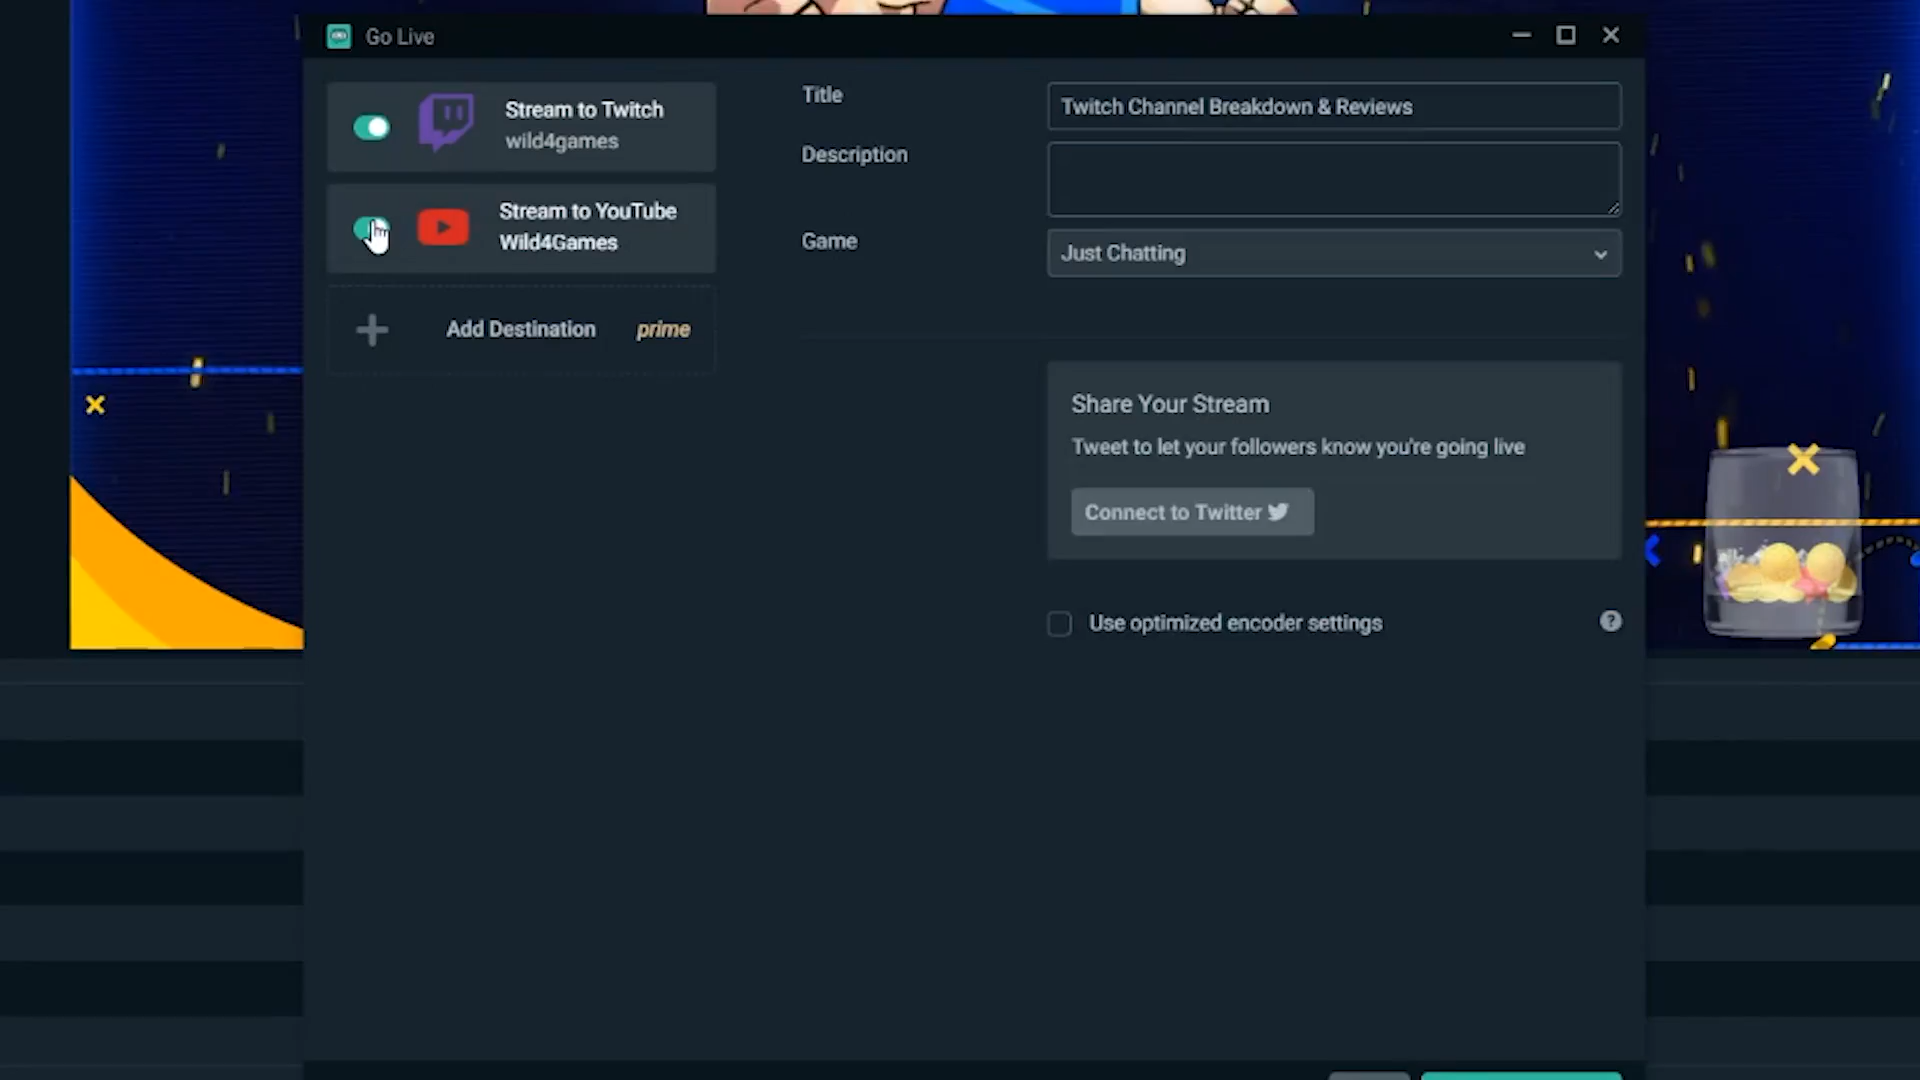 Go Live
Stream to Twitch
wild4games
Stream to YouTube
Wild4Games
Add Destination prime
Title
Twitch Channel Breakdown & Reviews
Description
Game
Just Chatting
Share Your Stream
Tweet to let your followers know you're going live
Connect to Twitter
Use optimized encoder settings
?